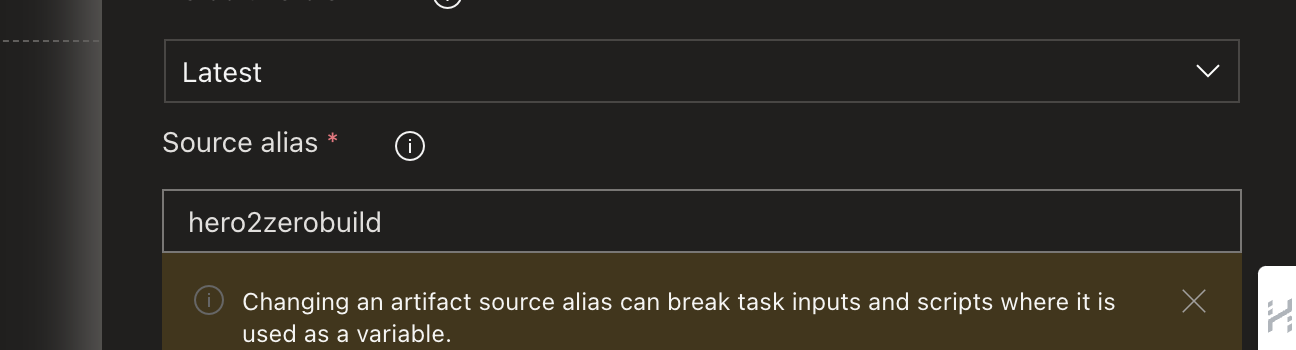 Latest
Source alias *
hero2zerobuild
Changing an artifact source alias can break task inputs and scripts where it is
used as a variable.